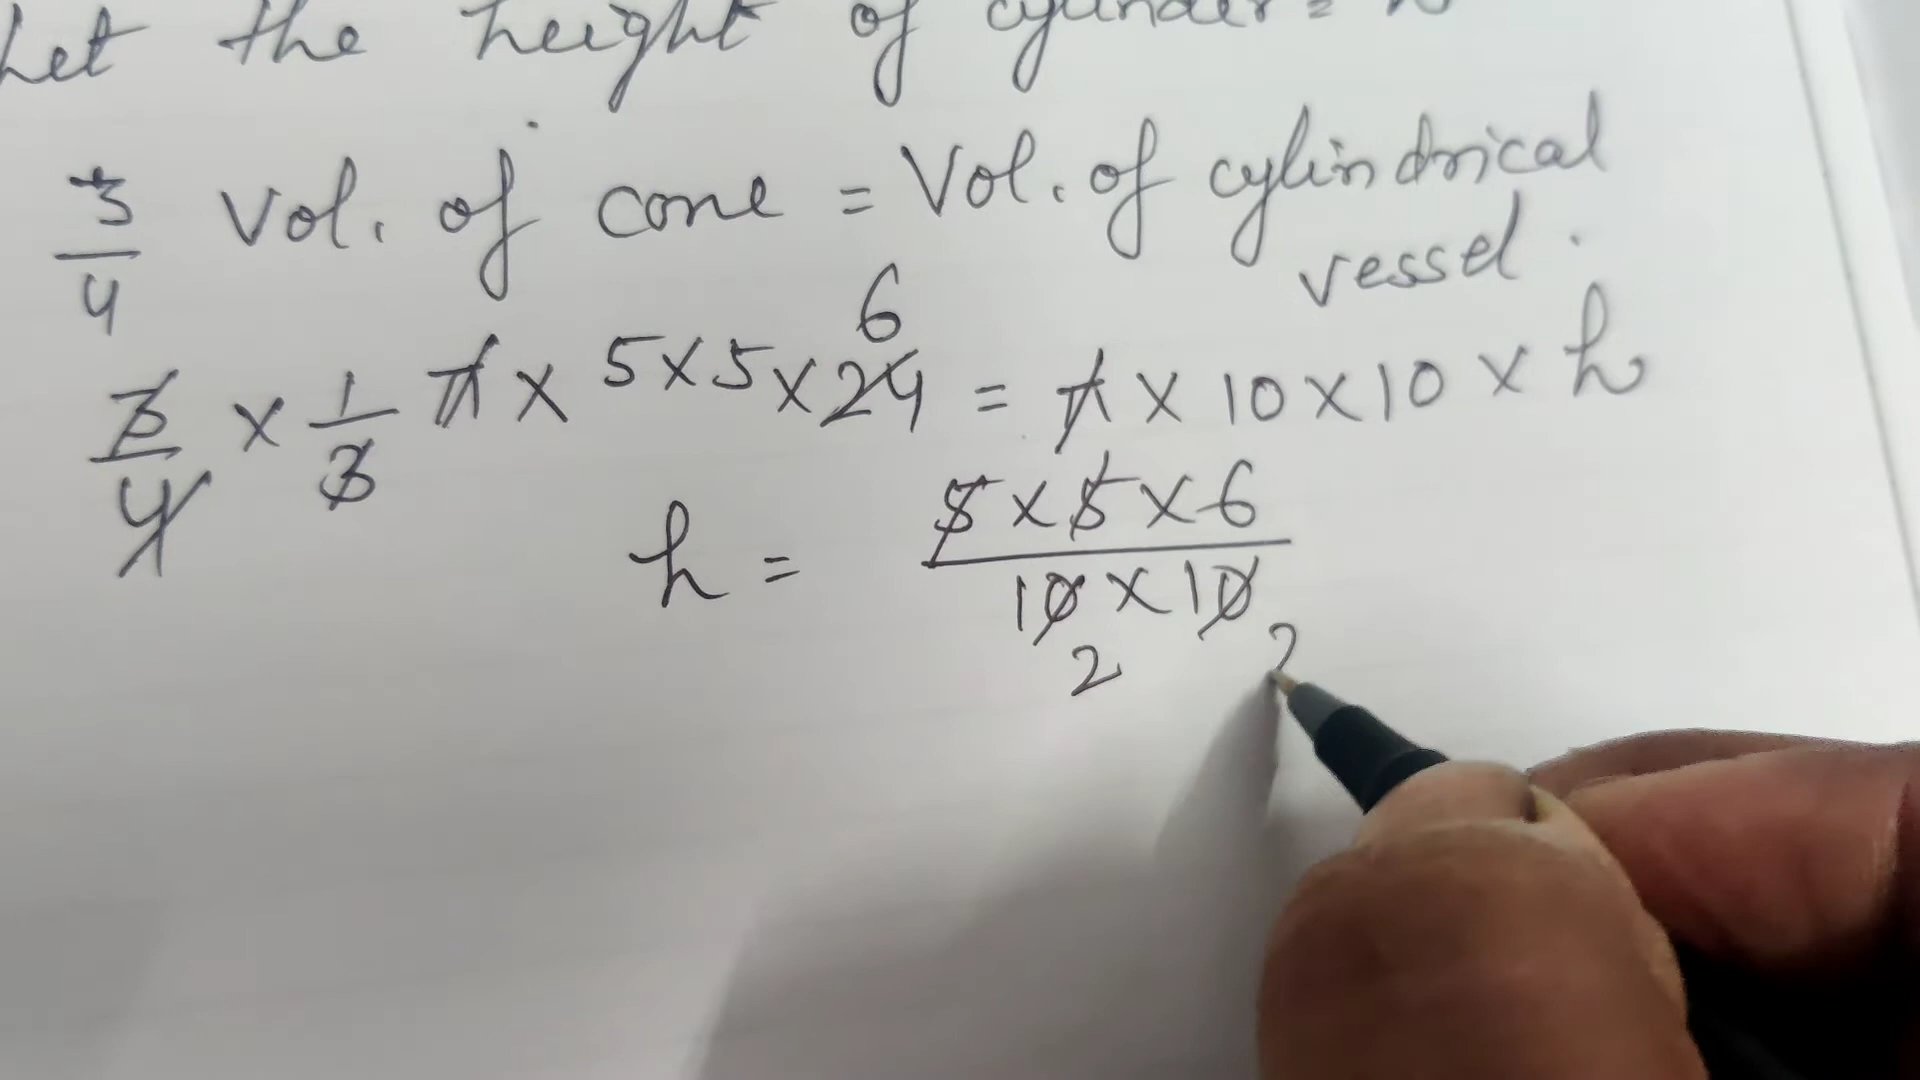 Let the height of cylinder = h
3/4 Vol. of cone = Vol. of cylindrical vessel.
6
3/4 × 1/3 π × 5 × 5 × 24 = π × 10 × 10 × h
h = 5 × 5 × 6 / 10 × 10
2 2